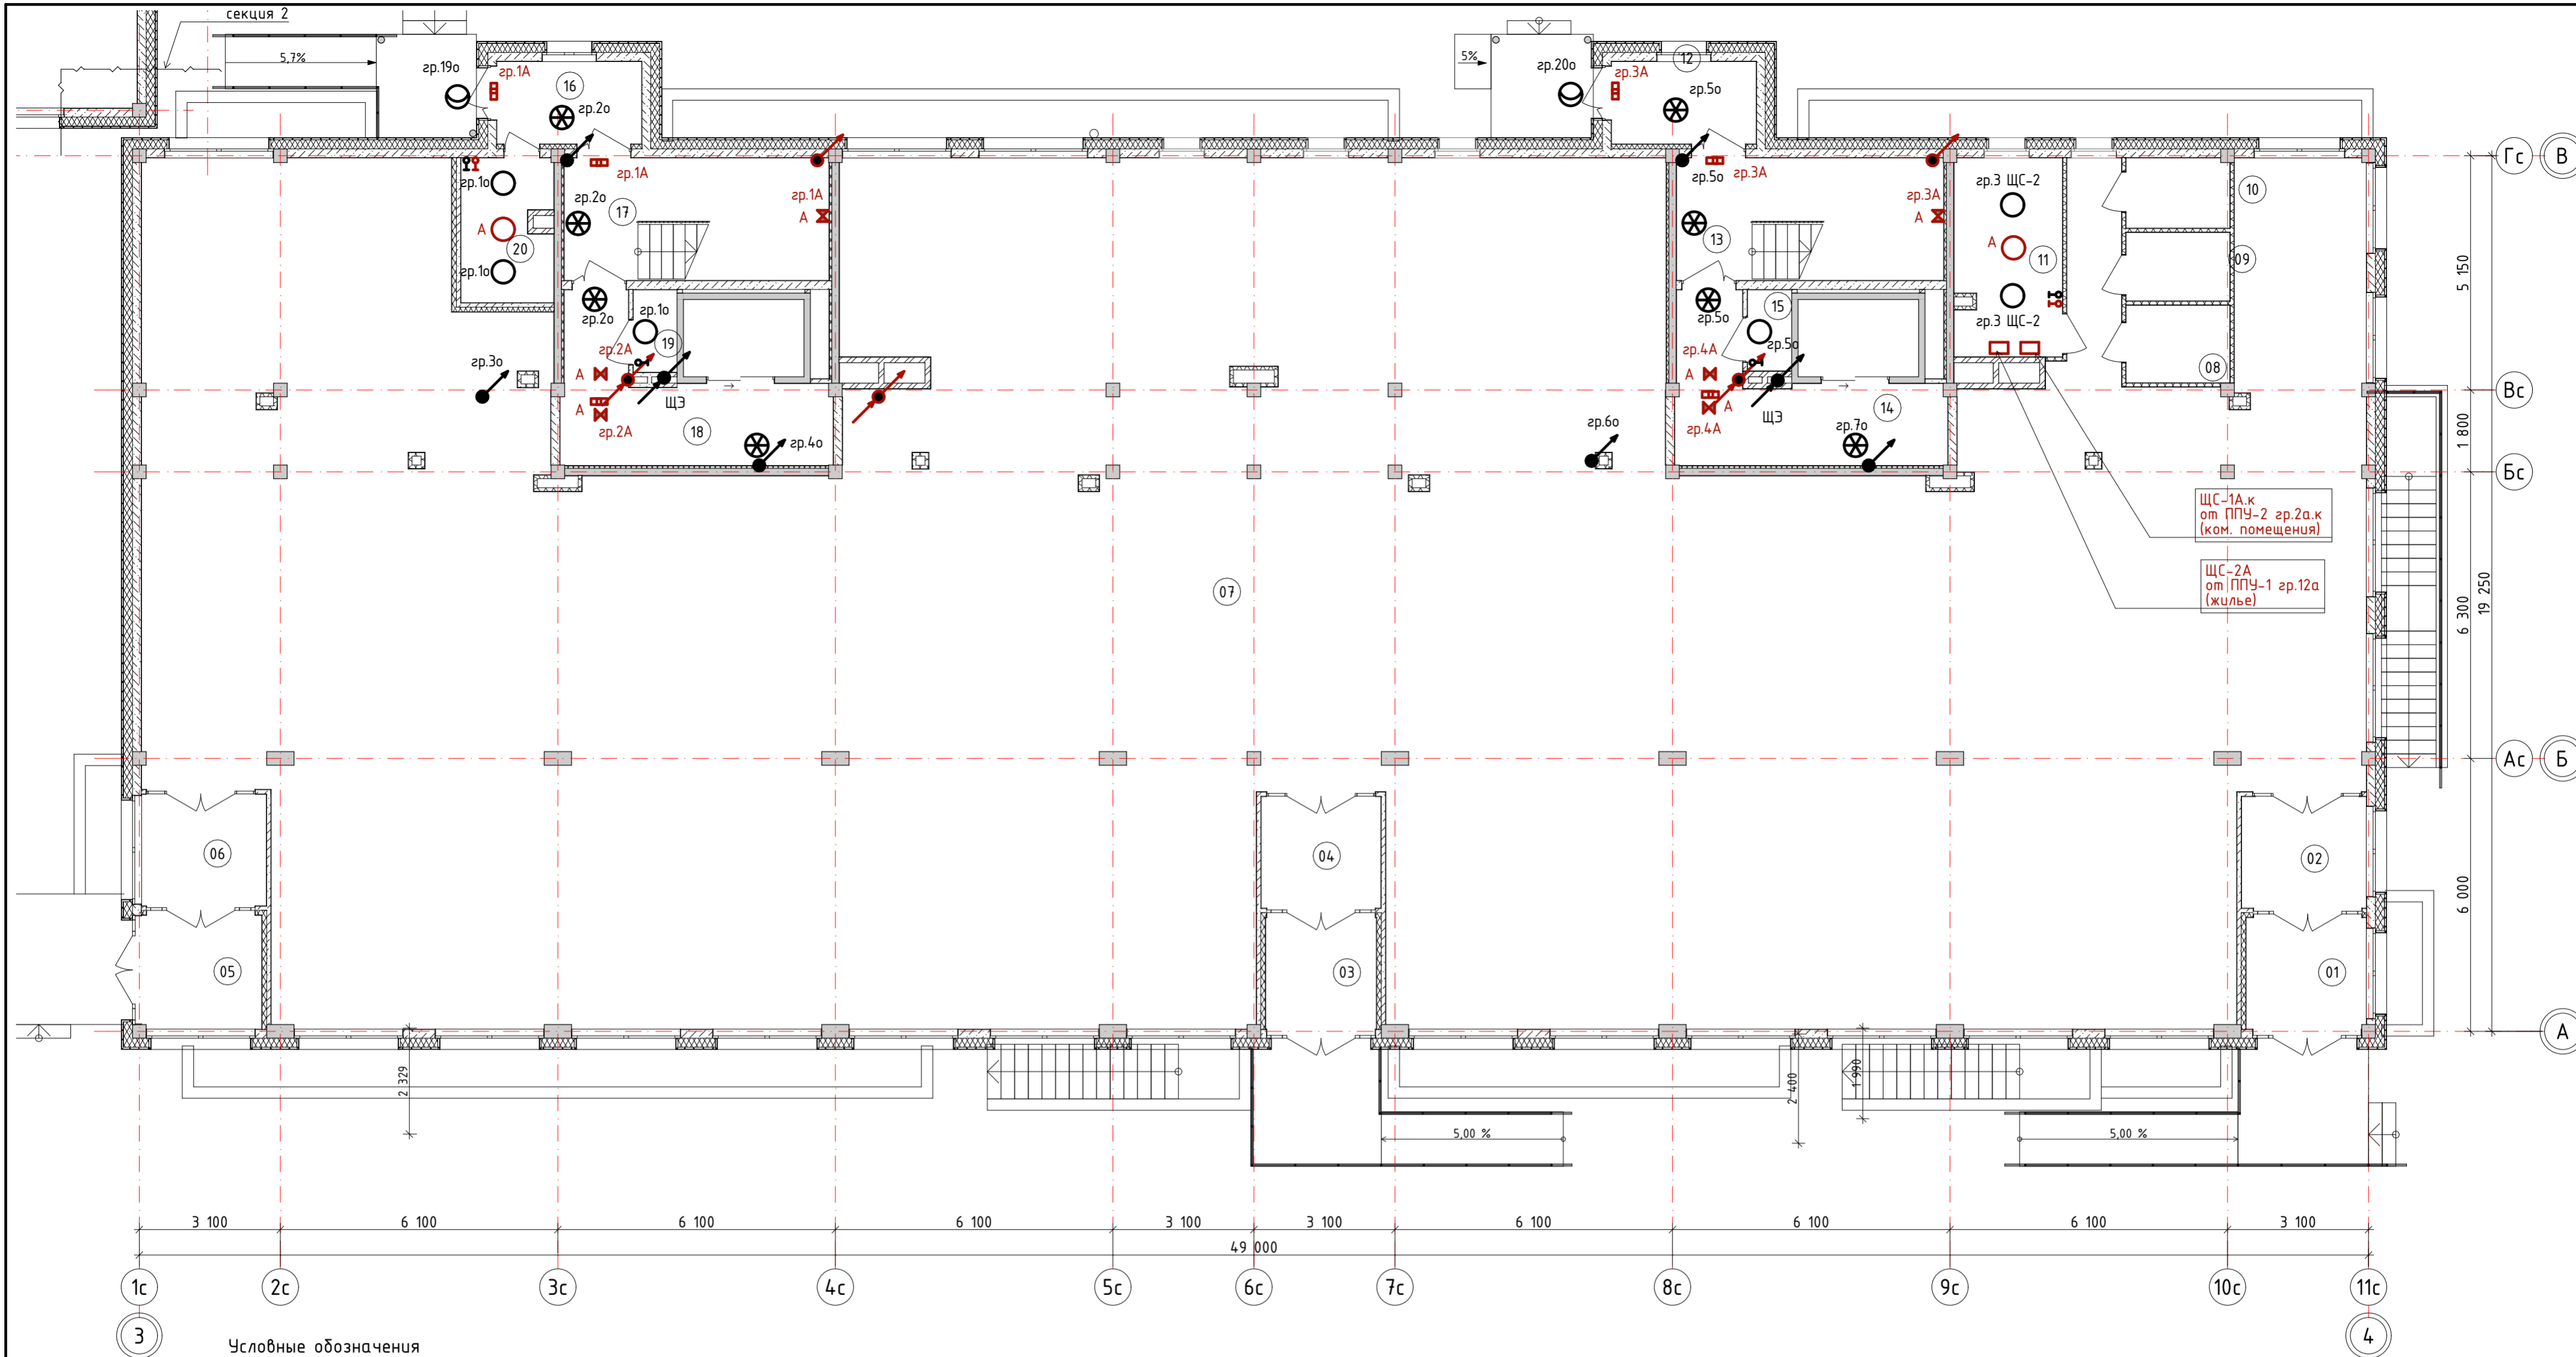 секция 2
5,7%
гр.19о
гр.1А
16
гр.2о
5%
гр.20о
гр.3А
12
гр.5о
Гс
В
гр.1о
гр.1А
гр.2о
17
гр.1А
А
А
20
гр.1о
гр.5о
гр.3А
13
гр.3А
А
гр.3 ЩС-2
А
11
гр.3 ЩС-2
10
09
08
5 150
гр.2о
гр.1о
19
гр.2А
гр.3о
А
А
гр.2А
ЩЭ
18
гр.4о
гр.5о
15
гр.5о
гр.4А
А
А
гр.4А
ЩЭ
14
гр.7о
гр.6о
Вс
1 800
Бс
ЩС-1А.к
от ППУ-2 гр.2а.к
(ком. помещения)
ЩС-2А
от ППУ-1 гр.12а
(жилье)
07
6 300
19 250
Ас
Б
06
04
02
6 000
05
03
01
А
2 329
2 400
1 990
5,00 %
5,00 %
3 100
6 100
6 100
6 100
3 100
3 100
6 100
6 100
6 100
3 100
49 000
1с
2с
3с
4с
5с
6с
7с
8с
9с
10с
11с
3
4
Условные обозначения